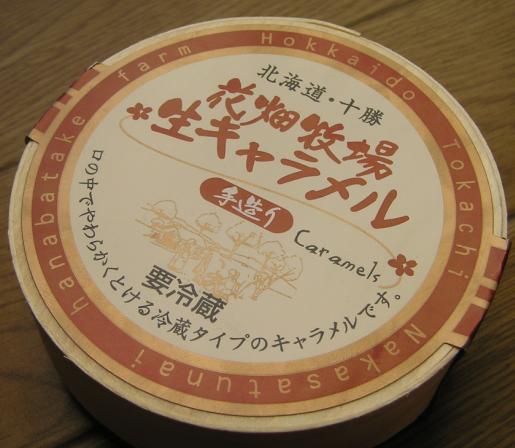 hanabatake farm Hokkaido Tokachi Nakasatunai
北海道・十勝
花畑牧場
生キャラメル
手造り
Caramels
要冷蔵
口の中でやわらかくとける冷蔵タイプのキャラメルです。